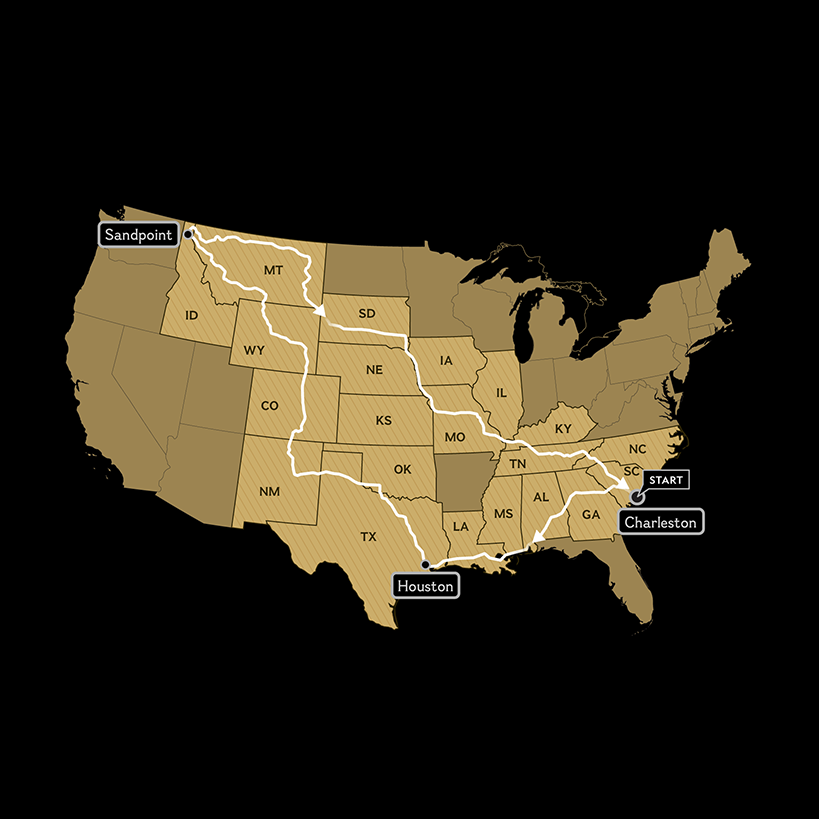 Sandpoint
MT
ID
SD
WY
NE
IA
IL
CO
KS
MO
KY
NC
TN
SC
OK
START
NM
MS
AL
GA
Charleston
LA
TX
Houston